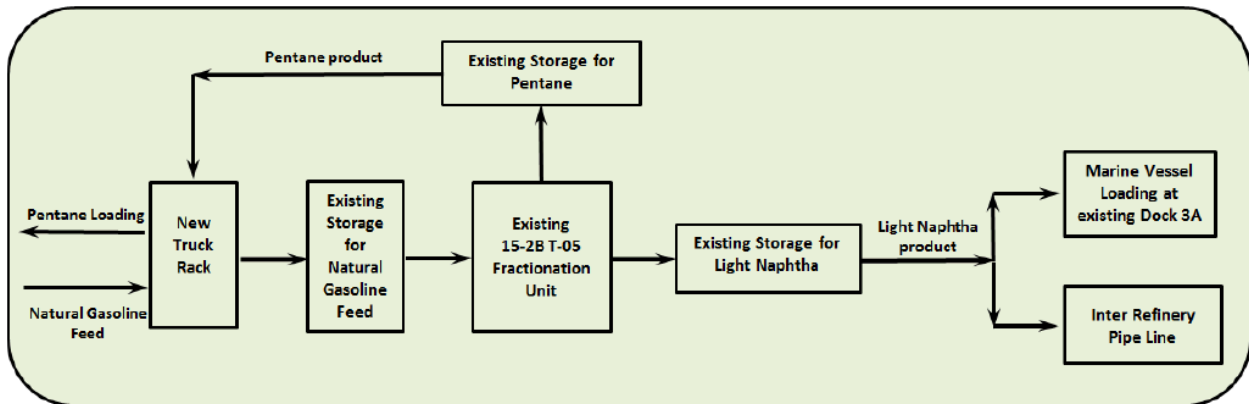 Pentane product
Existing Storage for
Pentane
Pentane Loading
Natural Gasoline
Feed
New
Truck
Rack
Existing
Storage
for
Natural
Gasoline
Feed
Existing
15-2B T-05
Fractionation
Unit
Existing Storage for
Light Naphtha
Light Naphtha
product
Marine Vessel
Loading at
existing Dock 3A
Inter Refinery
Pipe Line